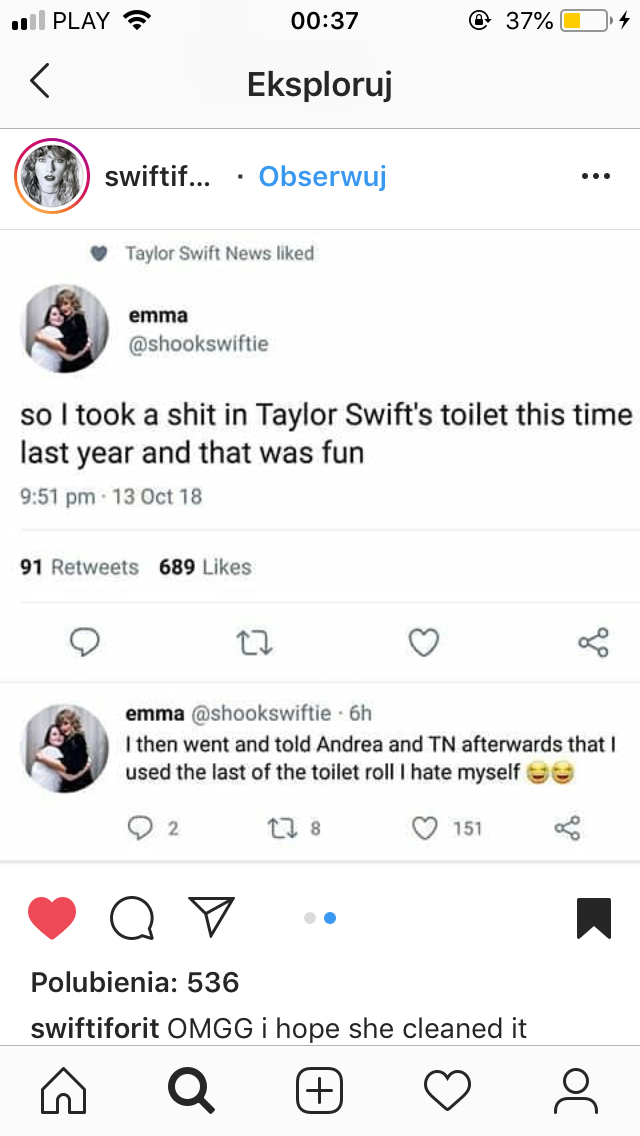 PLAY 00:37 37%
Eksploruj
swiftif... · Obserwuj
Taylor Swift News liked
emma
@shookswiftie
so I took a shit in Taylor Swift's toilet this time
last year and that was fun
9:51 pm · 13 Oct 18
91 Retweets 689 Likes
emma @shookswiftie · 6h
I then went and told Andrea and TN afterwards that I
used the last of the toilet roll I hate myself 😂😂
2 8 151
Polubienia: 536
swiftiforit OMGG i hope she cleaned it